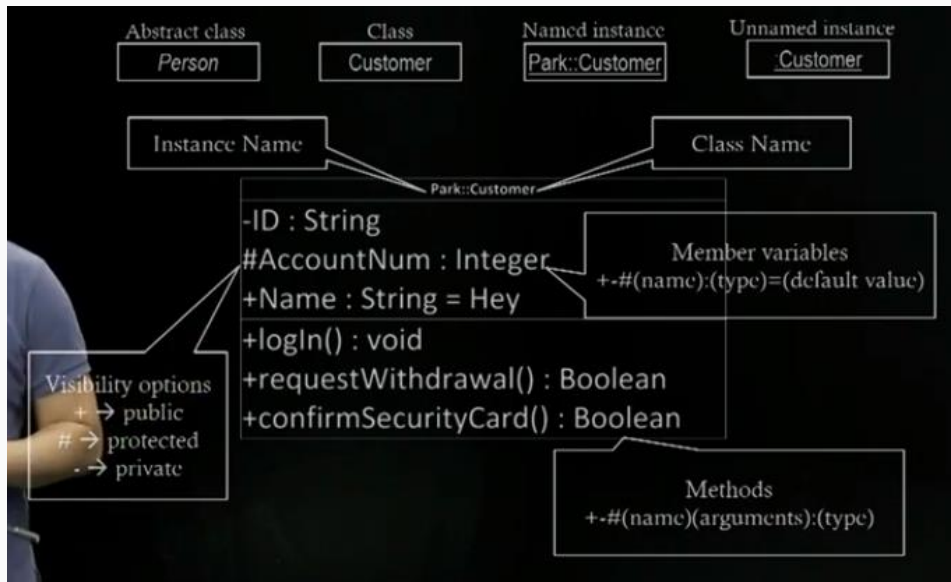 Abstract class
Class
Named instance
Unnamed instance
Person
Customer
Park::Customer
:Customer
Instance Name
Class Name
Park::Customer
-ID : String
#AccountNum : Integer
+Name : String = Hey
Member variables
+-#(name):(type)=(default value)
+logIn() : void
+requestWithdrawal() : Boolean
+confirmSecurityCard() : Boolean
Visibility options
+ → public
# → protected
- → private
Methods
+-#(name)(arguments):(type)